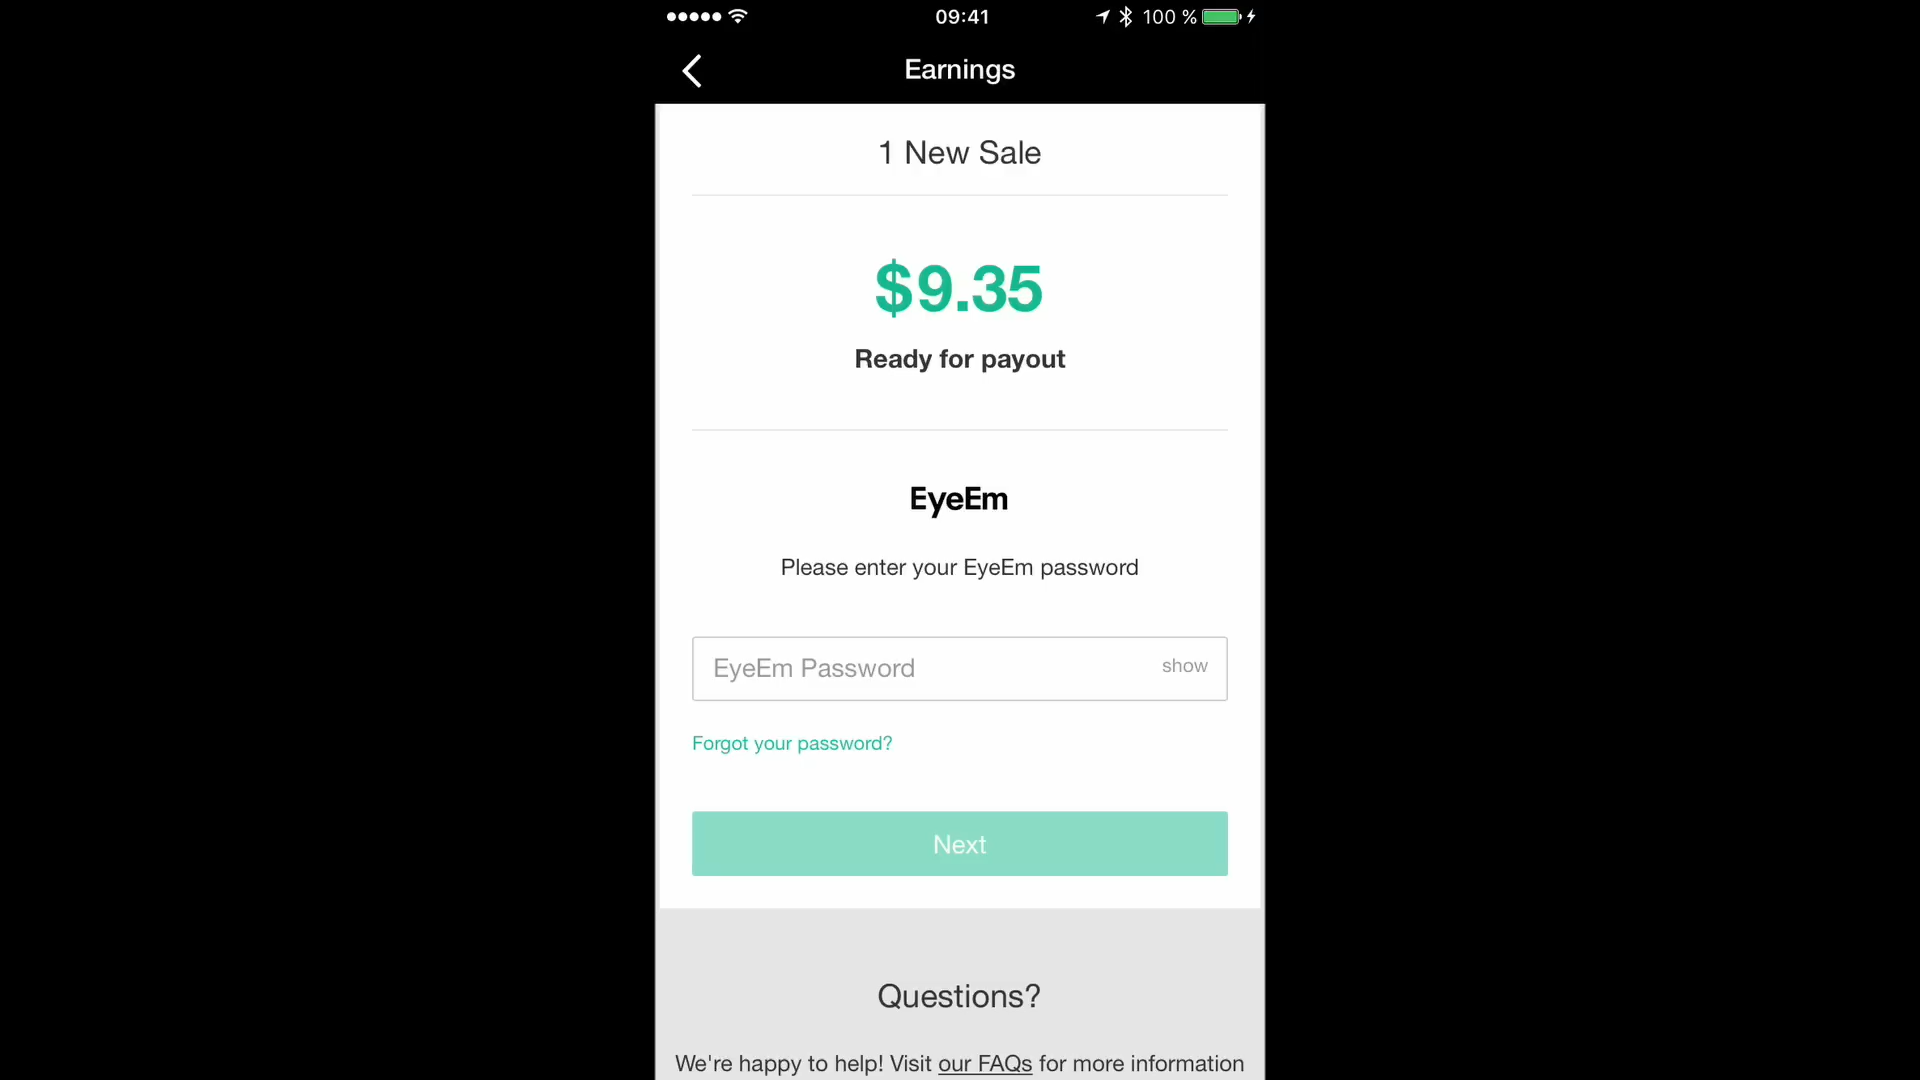 09:41
100 %
Earnings
1 New Sale
$9.35
Ready for payout
EyeEm
Please enter your EyeEm password
EyeEm Password
show
Forgot your password?
Next
Questions?
We're happy to help! Visit our FAQs for more information